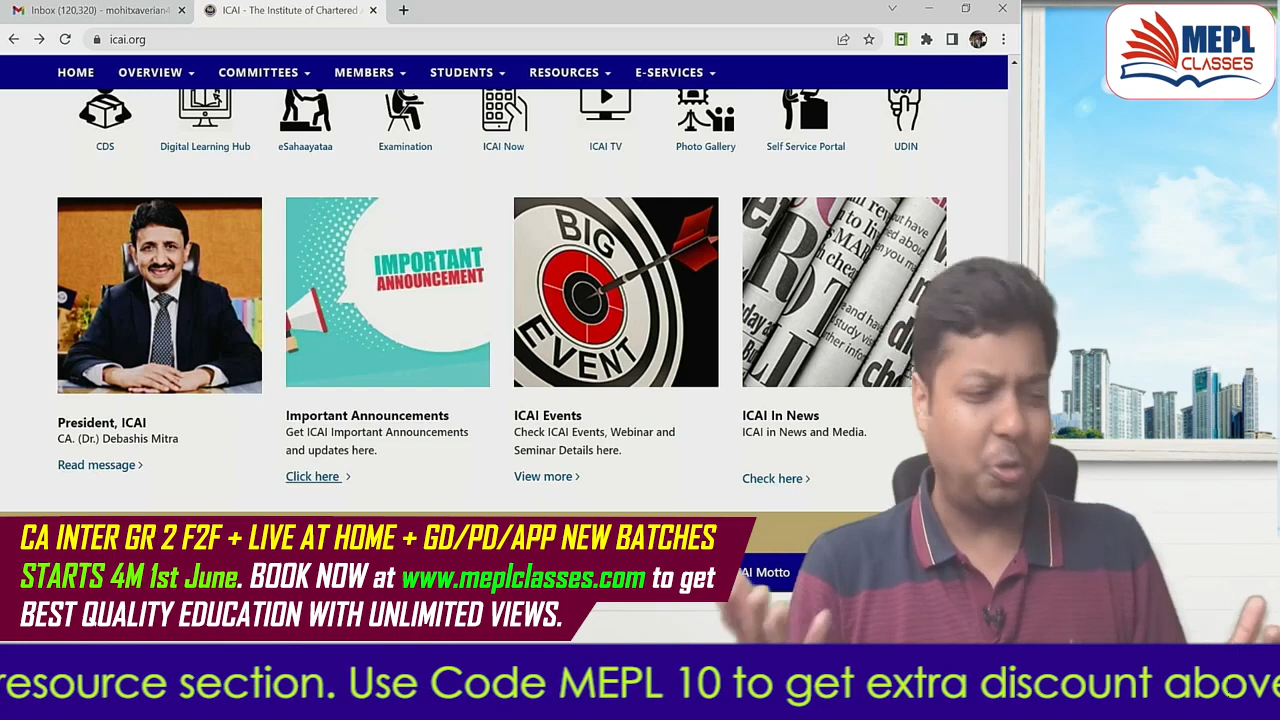 Inbox (120,320) - mohitxaverian4
ICAI - The Institute of Chartered
icai.org
MEPL
CLASSES
HOME OVERVIEW COMMITTEES MEMBERS STUDENTS RESOURCES E-SERVICES
CDS Digital Learning Hub eSahaayataa Examination ICAI Now ICAI TV Photo Gallery Self Service Portal UDIN
IMPORTANT
ANNOUNCEMENT
BIG
EVENT
President, ICAI
CA. (Dr.) Debashis Mitra
Read message
Important Announcements
Get ICAI Important Announcements
and updates here.
Click here
ICAI Events
Check ICAI Events, Webinar and
Seminar Details here.
View more
ICAI In News
ICAI in News and Media.
Check here
AI Motto
CA INTER GR 2 F2F + LIVE AT HOME + GD/PD/APP NEW BATCHES
STARTS 4M 1st June. BOOK NOW at www.meplclasses.com to get
BEST QUALITY EDUCATION WITH UNLIMITED VIEWS.
resource section. Use Code MEPL 10 to get extra discount above